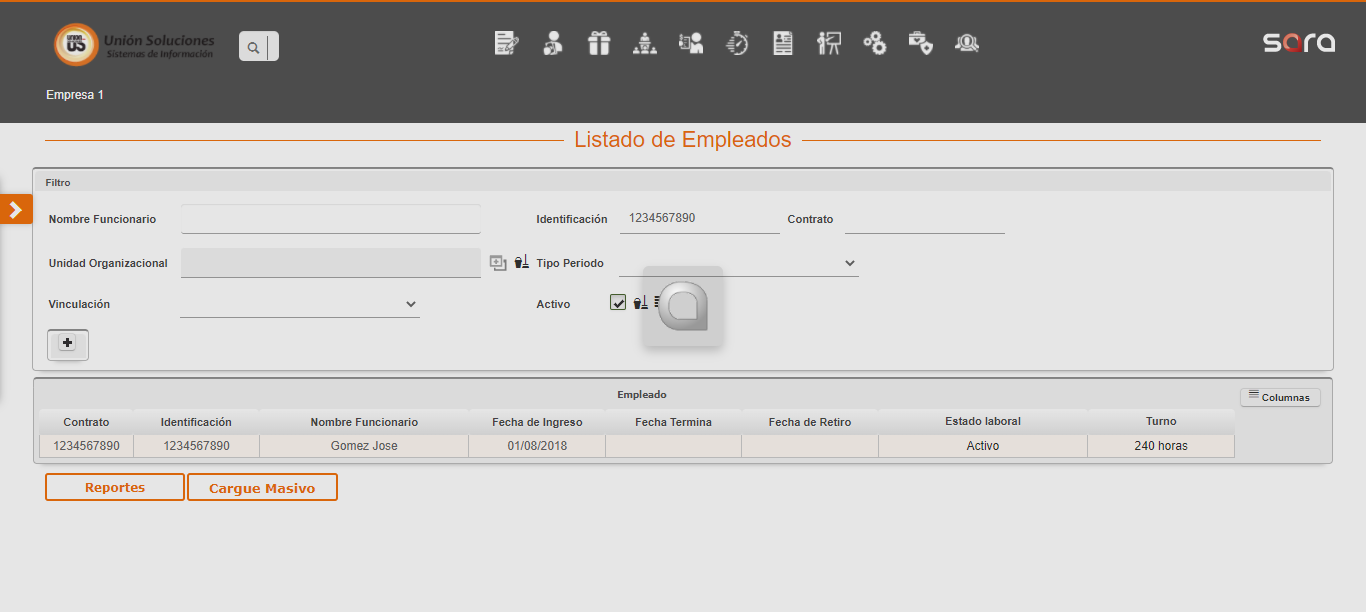 UNION
Unión Soluciones
Sistemas de Información
sara
Empresa 1
Listado de Empleados
Filtro
Nombre Funcionario
Identificación 1234567890
Contrato
Unidad Organizacional
Tipo Periodo
Vinculación
Activo
Empleado
Columnas
Contrato Identificación Nombre Funcionario Fecha de Ingreso Fecha Termina Fecha de Retiro Estado laboral Turno
1234567890 1234567890 Gomez Jose 01/08/2018 Activo 240 horas
Reportes Cargue Masivo